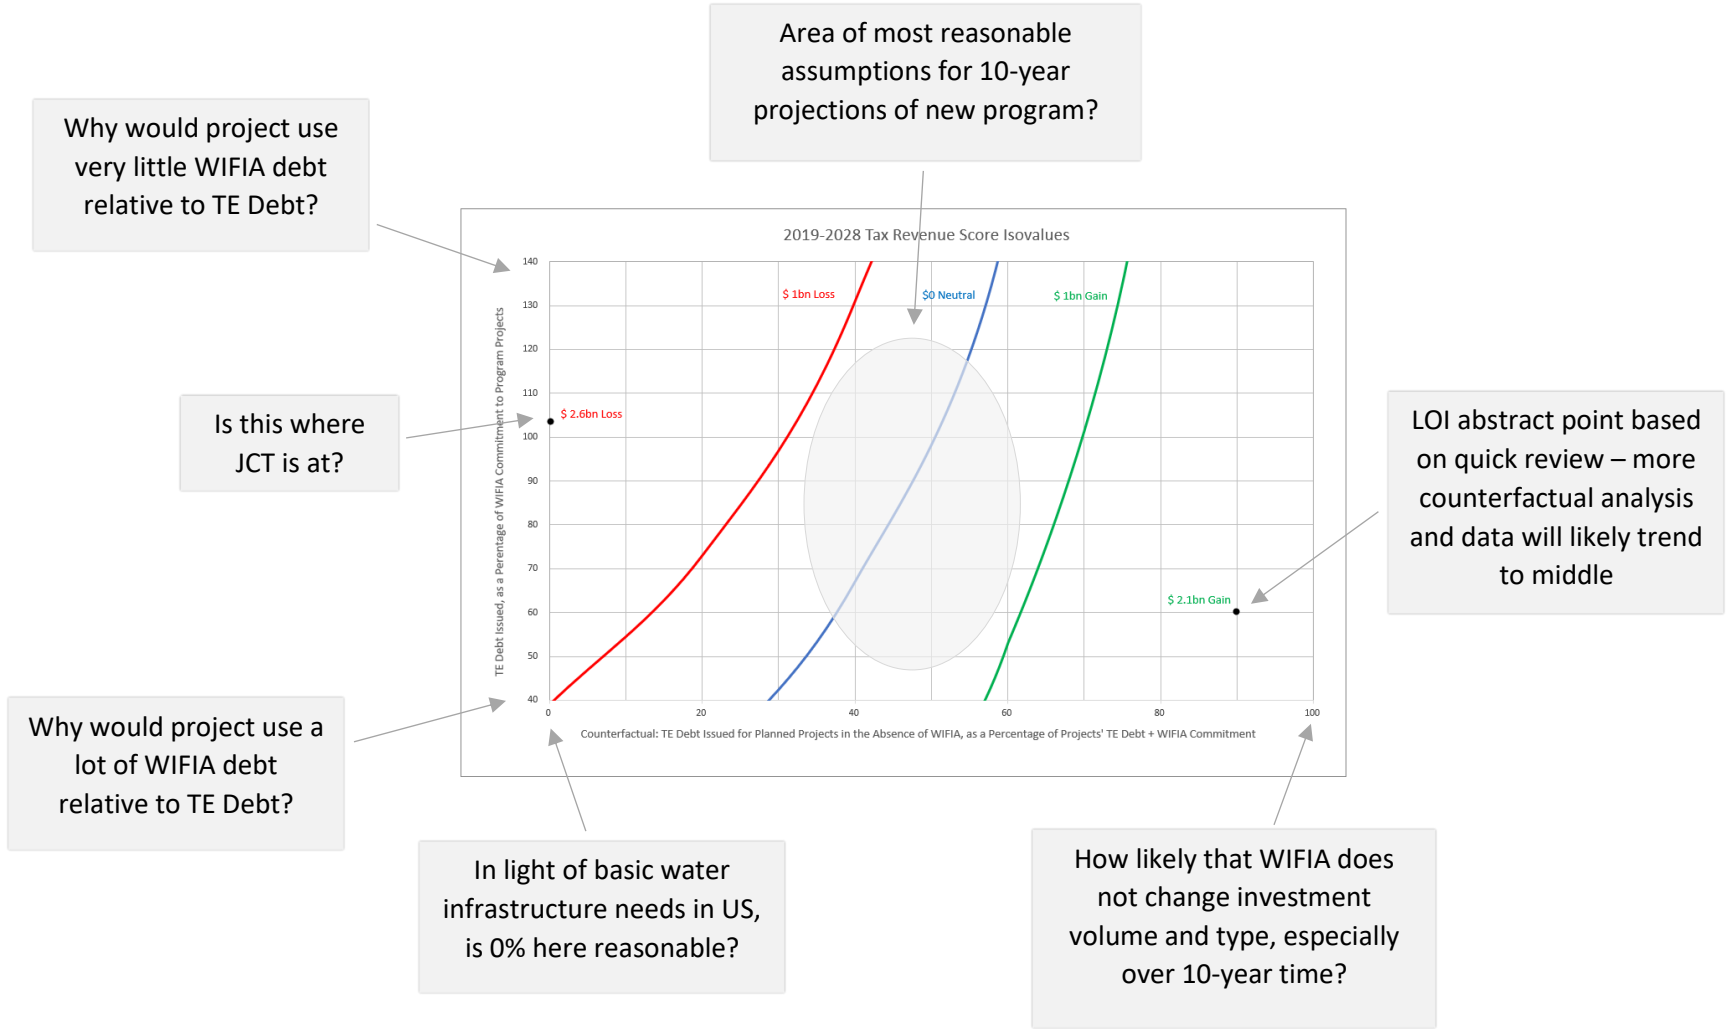 Area of most reasonable
assumptions for 10-year
projections of new program?
Why would project use
very little WIFIA debt
relative to TE Debt?
2019-2028 Tax Revenue Score Isovalues
TE Debt Issued, as a Perentage of WIFIA Commitment to Program Projects
140
130
120
110
100
90
80
70
60
50
40
$ 1bn Loss
$0 Neutral
$ 1bn Gain
$ 2.6bn Loss
$ 2.1bn Gain
0
20
40
60
80
100
Counterfactual: TE Debt Issued for Planned Projects in the Absence of WIFIA, as a Percentage of Projects' TE Debt + WIFIA Commitment
Is this where
JCT is at?
LOI abstract point based
on quick review – more
counterfactual analysis
and data will likely trend
to middle
Why would project use a
lot of WIFIA debt
relative to TE Debt?
In light of basic water
infrastructure needs in US,
is 0% here reasonable?
How likely that WIFIA does
not change investment
volume and type, especially
over 10-year time?